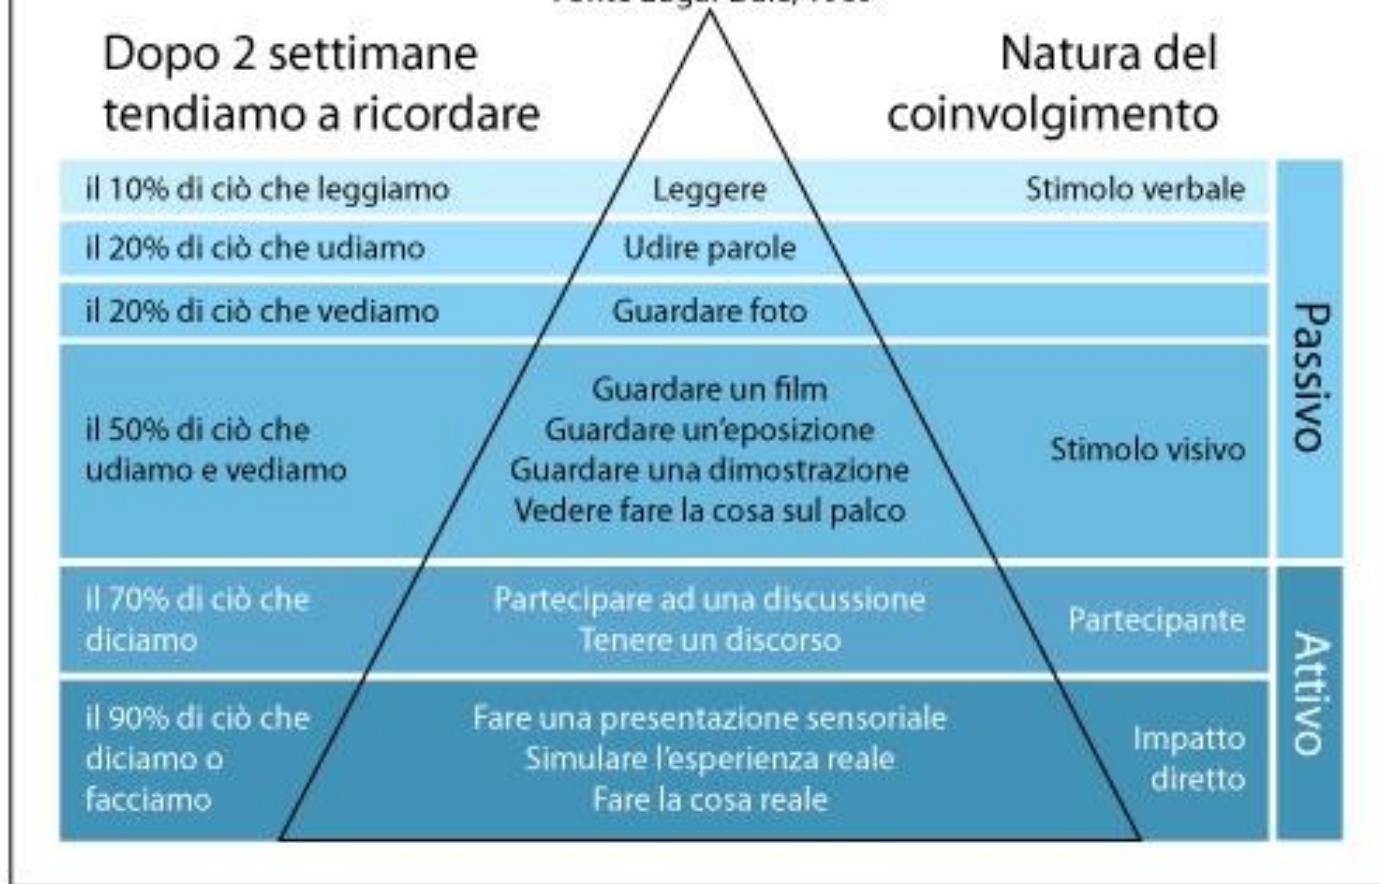 Dopo 2 settimane
tendiamo a ricordare
Natura del
coinvolgimento
il 10% di ciò che leggiamo
Leggere
Stimolo verbale
il 20% di ciò che udiamo
Udire parole
il 20% di ciò che vediamo
Guardare foto
il 50% di ciò che
udiamo e vediamo
Guardare un film
Guardare un'eposizione
Guardare una dimostrazione
Vedere fare la cosa sul palco
Stimolo visivo
Passivo
il 70% di ciò che
diciamo
Partecipare ad una discussione
Tenere un discorso
Partecipante
il 90% di ciò che
diciamo o
facciamo
Fare una presentazione sensoriale
Simulare l'esperienza reale
Fare la cosa reale
Impatto
diretto
Attivo